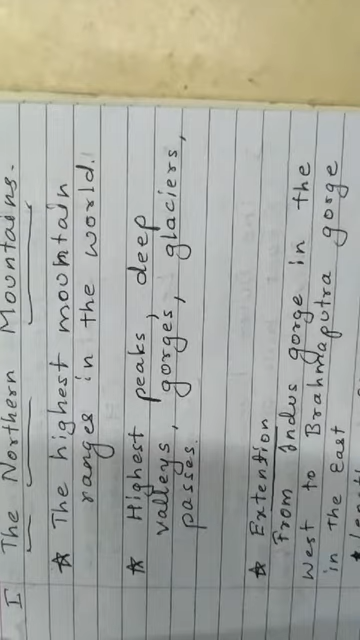 I The Northern Mountains.
☆ The highest mountain
ranges in the world.
☆ Highest peaks, deep
valleys, gorges, glaciers,
passes.
☆ Extention
From Indus gorge in the
west to Brahmaputra gorge
in the East